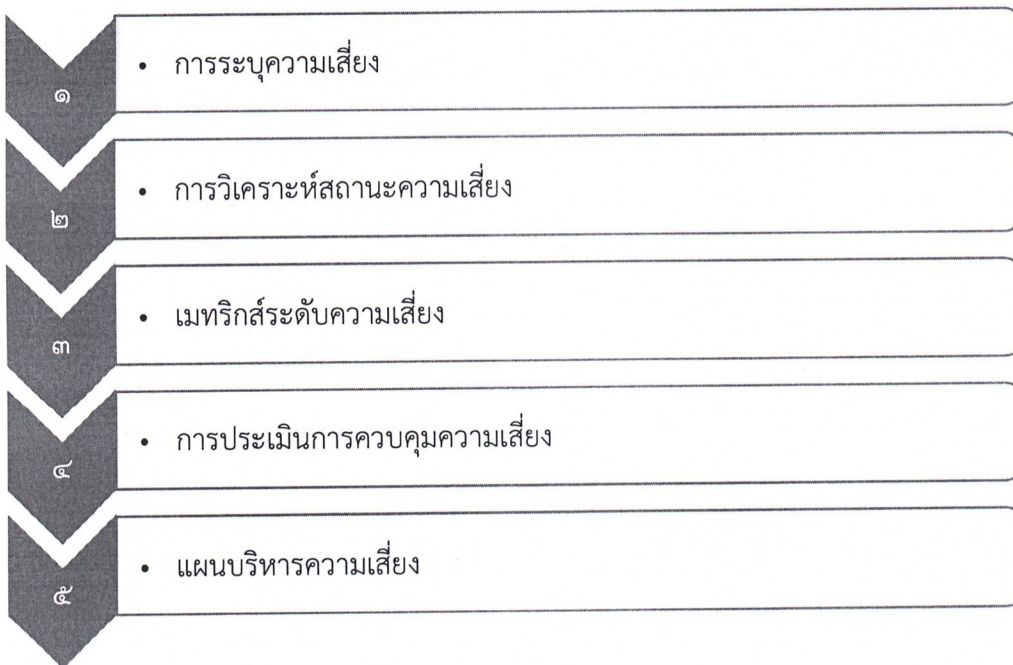 ๑
• การระบุความเสี่ยง
๒
• การวิเคราะห์สถานะความเสี่ยง
๓
• เมทริกส์ระดับความเสี่ยง
๔
• การประเมินการควบคุมความเสี่ยง
๕
• แผนบริหารความเสี่ยง